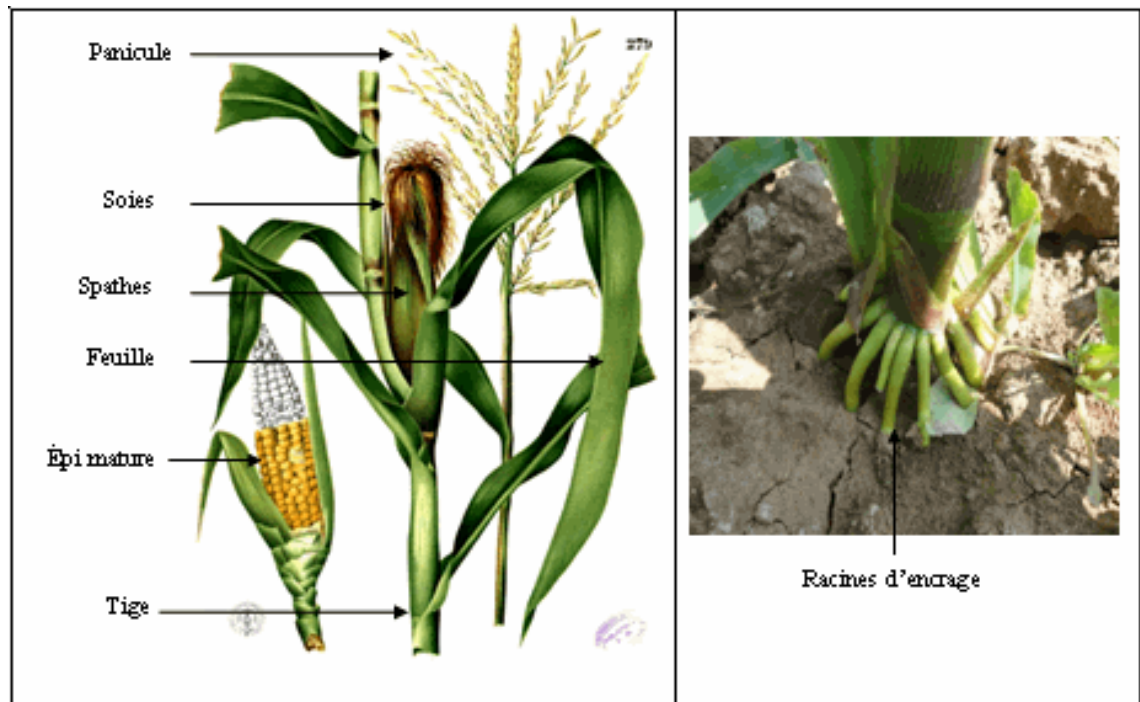 Panicule
Soies
Spathes
Feuille
Épi mature
Tige
Racines d'encrage